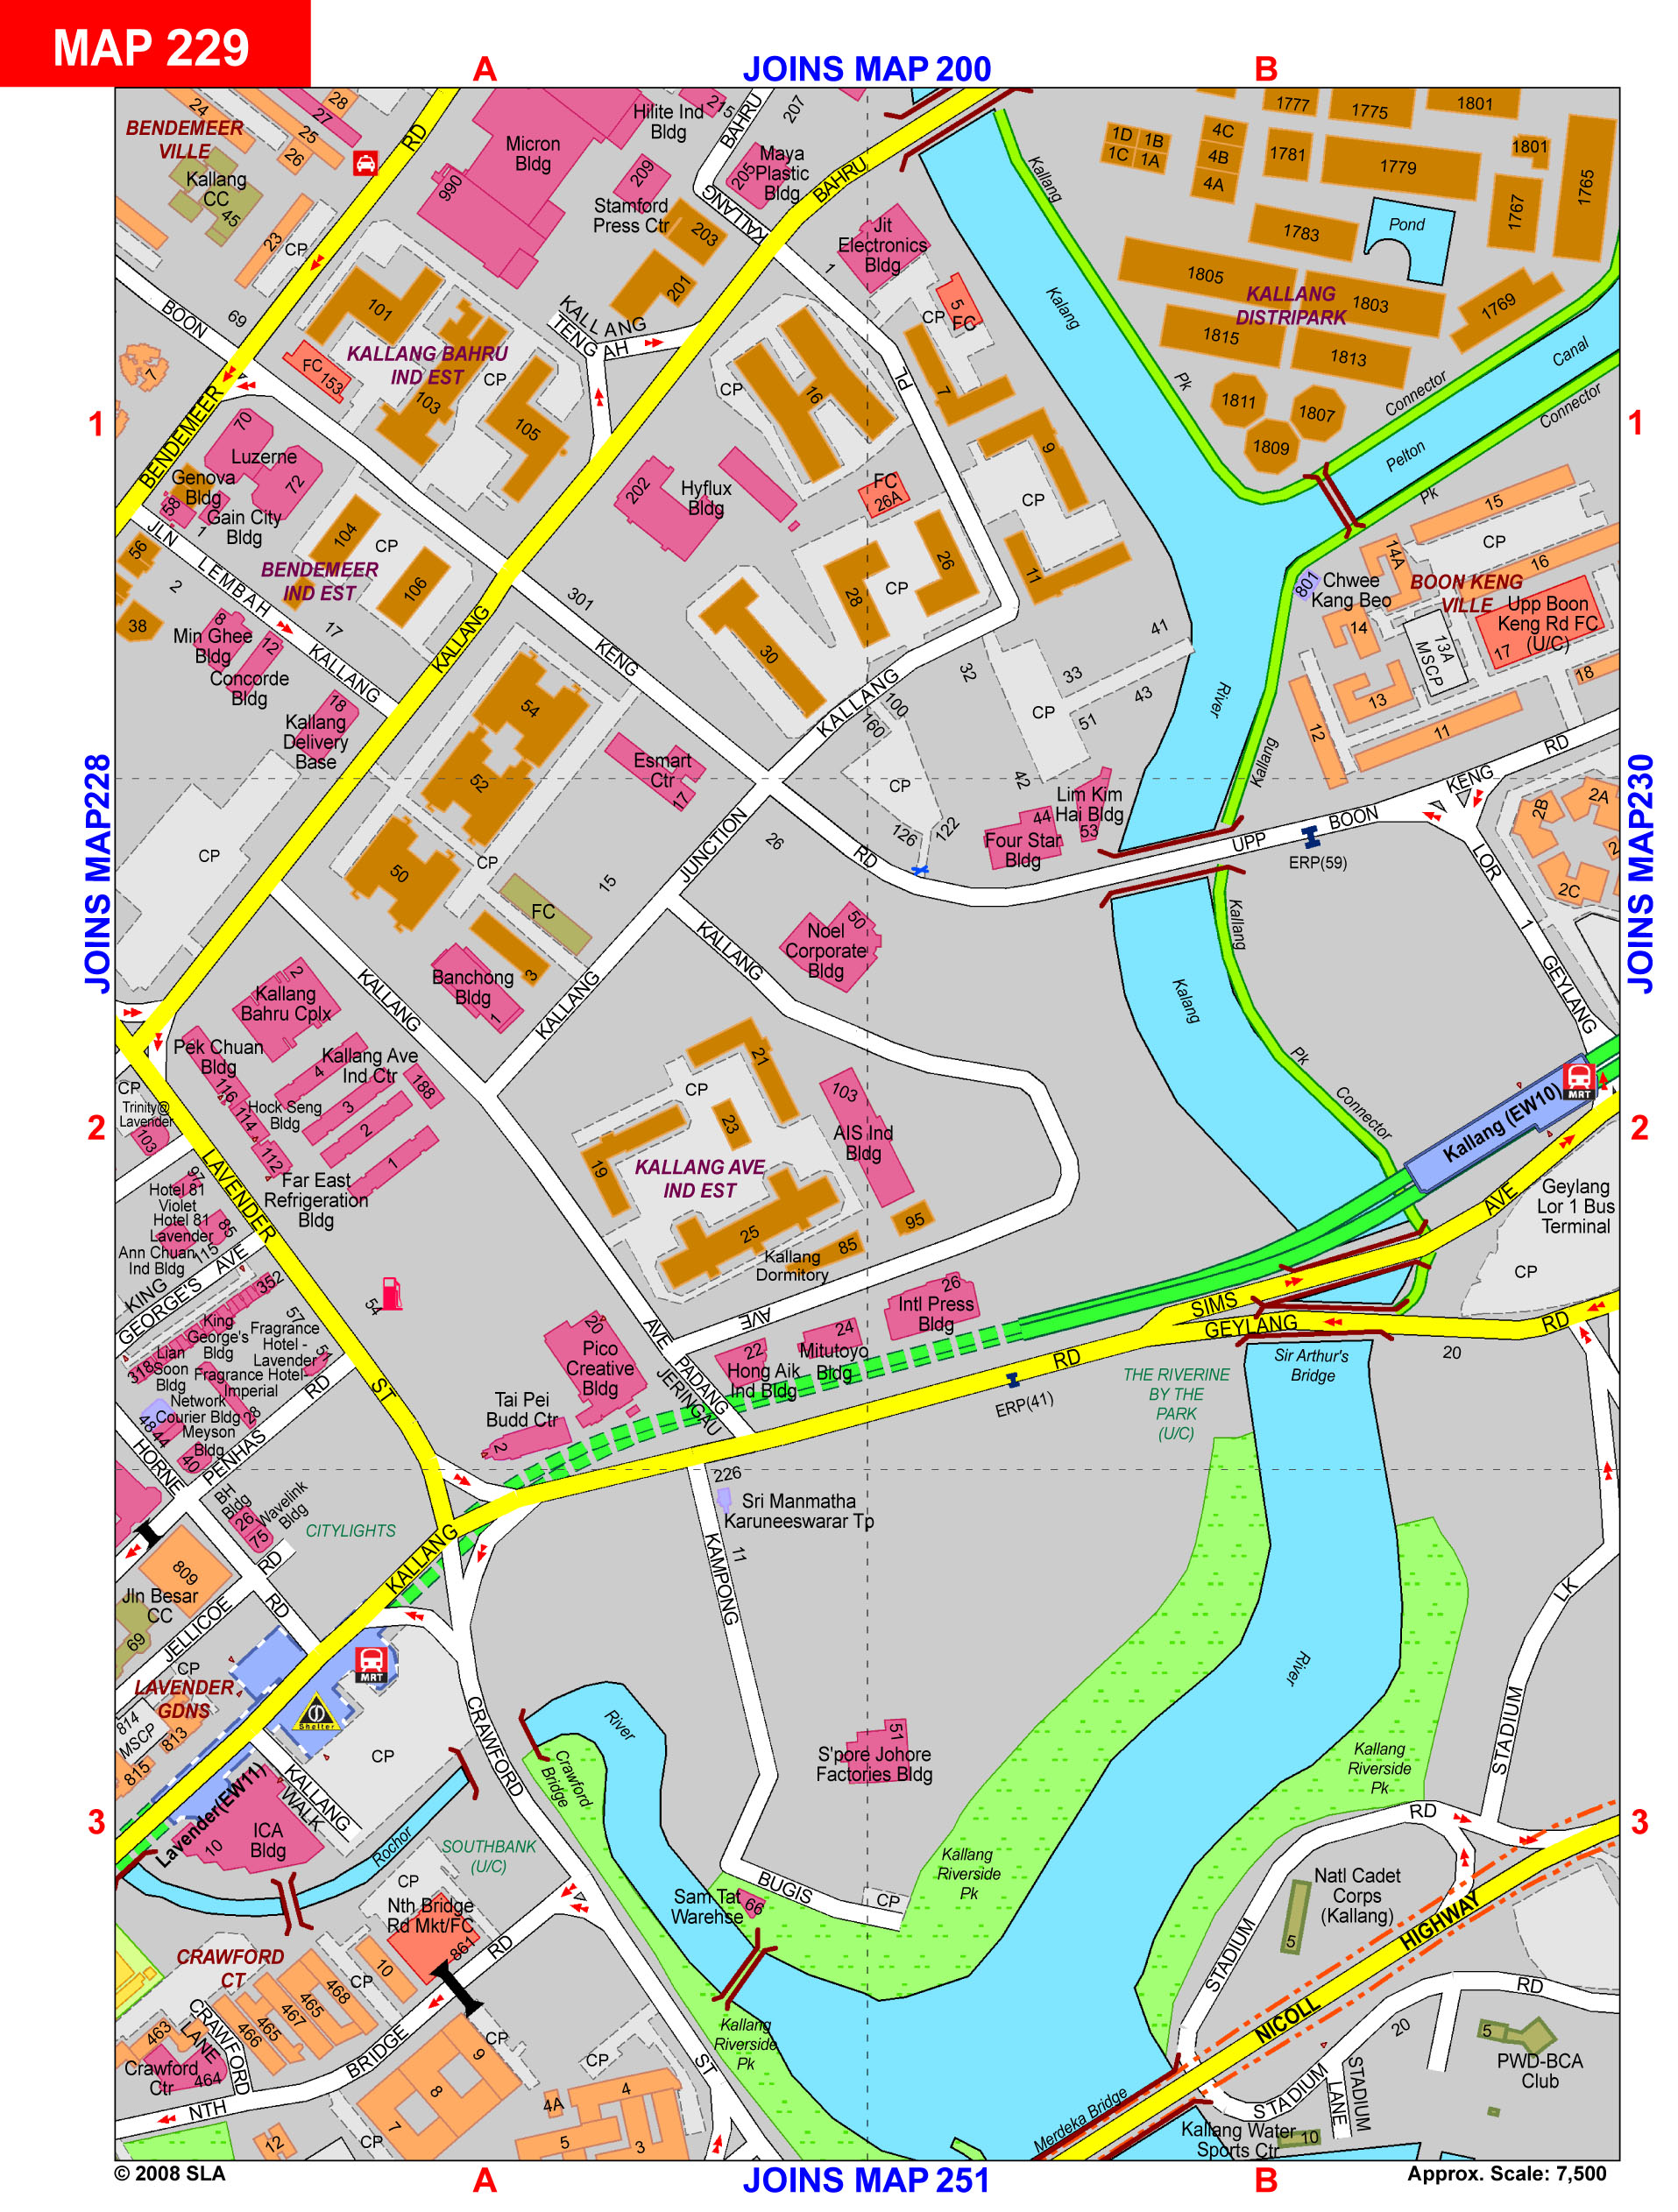 MAP 229
A
JOINS MAP 200
B
24
28
27
25
26
BENDEMEER
VILLE
Kallang
CC
45
23
CP
RD
990
Micron
Bldg
Hilite Ind
Bldg
215
BAHRU
207
209
Stamford
Press Ctr
205
Maya
Plastic
Bldg
KALLANG
BAHRU
203
201
Jit
Electronics
Bldg
1
5
FC
CP
Kallang
Kalang
Pk
1D
1B
1C
1A
4C
4B
4A
1777
1775
1801
1781
1779
1801
1767
1765
1783
Pond
1805
1803
KALLANG
DISTRIPARK
1769
1815
1813
1811
1807
1809
Connector
Canal
Connector
Pelton
Pk
BOON
69
101
KALLANG BAHRU
IND EST
FC
153
CP
103
105
KALLANG
TENGAH
CP
16
PL
7
9
7
1
1
BENDEMEER
70
Luzerne
72
Genova
Bldg
58
Gain City
Bldg
1
202
Hyflux
Bldg
FC
26A
CP
JLN
LEMBAH
KALLANG
56
2
38
104
CP
106
BENDEMEER
IND EST
17
8
Min Ghee
Bldg
12
Concorde
Bldg
18
Kallang
Delivery
Base
KALLANG
301
KENG
28
CP
26
11
30
KALLANG
32
41
33
43
51
CP
42
100
160
CP
126
122
River
Kallang
801
Chwee
Kang Beo
15
CP
14A
16
BOON KENG
VILLE
Upp Boon
Keng Rd FC
(U/C)
17
14
13A
MSCP
13
12
11
18
RD
KENG
BOON
UPP
ERP(59)
2B
2A
2C
LOR
1
GEYLANG
JOINS MAP228
JOINS MAP230
54
52
50
CP
CP
Esmart
Ctr
17
JUNCTION
26
RD
44
Four Star
Bldg
Lim Kim
Hai Bldg
53
FC
15
3
Banchong
Bldg
1
KALLANG
KALLANG
KALLANG
50
Noel
Corporate
Bldg
Kallang
Kalang
Pk
Connector
2
Kallang
Bahru Cplx
Pek Chuan
Bldg
116
114
112
4
Kallang Ave
Ind Ctr
3
188
Hock Seng
Bldg
2
1
Far East
Refrigeration
Bldg
2
2
CP
Trinity@
Lavender
103
LAVENDER
97
Hotel 81
Violet
Hotel 81
Lavender
85
Ann Chuan
Ind Bldg
115
KING
GEORGE'S
AVE
21
CP
23
19
KALLANG AVE
IND EST
25
Kallang
Dormitory
85
95
103
AIS Ind
Bldg
Kallang (EW10)
MRT
AVE
Geylang
Lor 1 Bus
Terminal
CP
SIMS
GEYLANG
RD
20
54
352
57
King
George's
Bldg
318
Lian
Soon
Bldg
Fragrance
Hotel -
Lavender
51
Fragrance Hotel-
Imperial
Network
Courier Bldg
48
44
28
Meyson
Bldg
40
RD
PENHAS
HORNE
ST
20
Pico
Creative
Bldg
Tai Pei
Budd Ctr
2
AVE
AVE
PADANG
JERINGAU
22
Hong Aik
Ind Bldg
24
Mitutoyo
Bldg
26
Intl Press
Bldg
RD
ERP(41)
THE RIVERINE
BY THE
PARK
(U/C)
Sir Arthur's
Bridge
BH
Bldg
26
Wavelink
Bldg
75
CITYLIGHTS
RD
KALLANG
226
Sri Manmatha
Karuneeswarar Tp
11
KAMPONG
809
Jln Besar
CC
69
JELLICOE
RD
CP
LAVENDER
GDNS
814
MSCP
813
815
MRT
Shelter
CP
CRAWFORD
River
Crawford
Bridge
River
LK
STADIUM
51
S'pore Johore
Factories Bldg
Kallang
Riverside
Pk
Lavender(EW11)
10
ICA
Bldg
KALLANG
WALK
Rochor
SOUTHBANK
(U/C)
3
3
RD
BUGIS
CP
Kallang
Riverside
Pk
Sam Tat
Warehse
66
CP
Nth Bridge
Rd Mkt/FC
861
RD
Natl Cadet
Corps
(Kallang)
5
STADIUM
HIGHWAY
NICOLL
CRAWFORD
CT
10
CP
468
465
467
465
466
463
CRAWFORD
LANE
Crawford
Ctr
464
NTH
BRIDGE
CP
9
8
7
CP
12
CP
4
4A
5
3
ST
Kallang
Riverside
Pk
Merdeka Bridge
STADIUM
20
RD
STADIUM
LANE
5
PWD-BCA
Club
Kallang Water
Sports Ctr
10
© 2008 SLA
A
JOINS MAP 251
B
Approx. Scale: 7,500